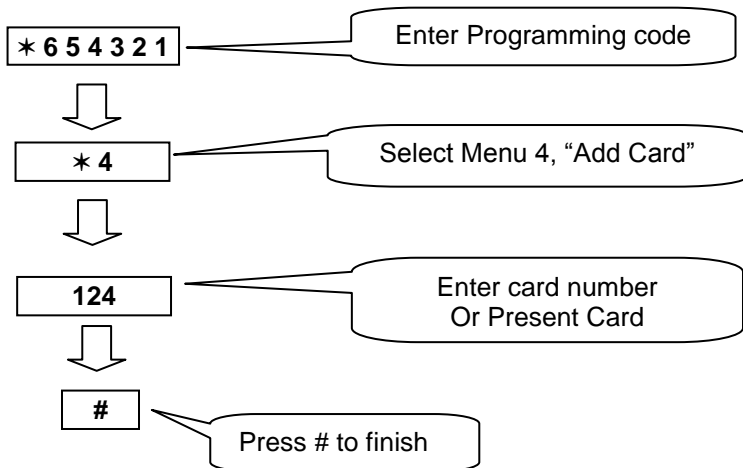 ✶ 6 5 4 3 2 1
Enter Programming code
✶ 4
Select Menu 4, “Add Card”
124
Enter card number
Or Present Card
#
Press # to finish